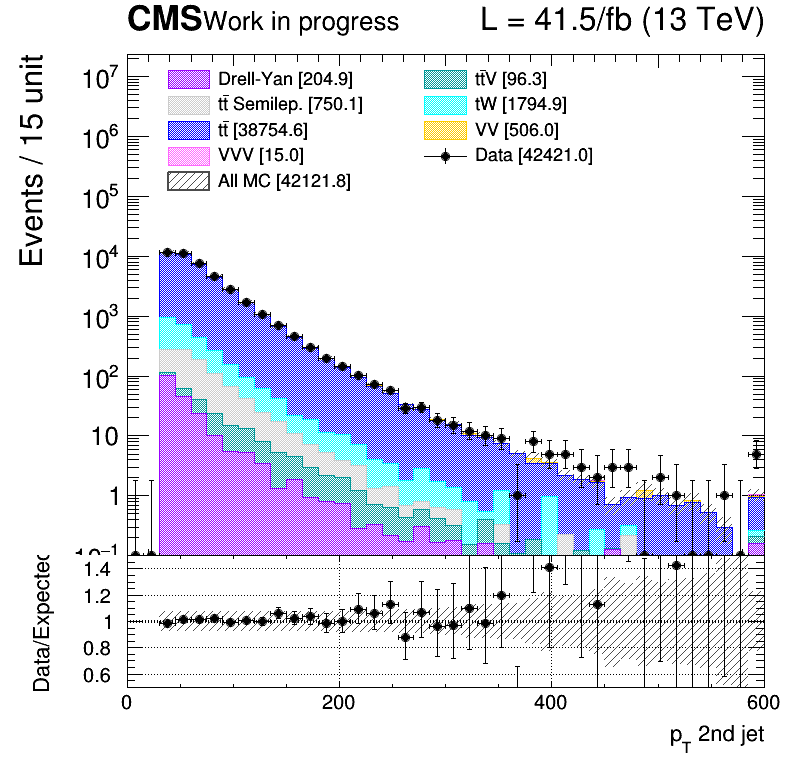 CMS Work in progress L = 41.5/fb (13 TeV)
Events / 15 unit
Drell-Yan [204.9] tt̄V [96.3]
tt̄ Semilep. [750.1] tW [1794.9]
tt̄ [38754.6] VV [506.0]
VVV [15.0] Data [42421.0]
All MC [42121.8]
10⁷
10⁶
10⁵
10⁴
10³
10²
10
1
10⁻¹
Data/Expected
1.4
1.2
1
0.8
0.6
0 200 400 600
p_T 2nd jet